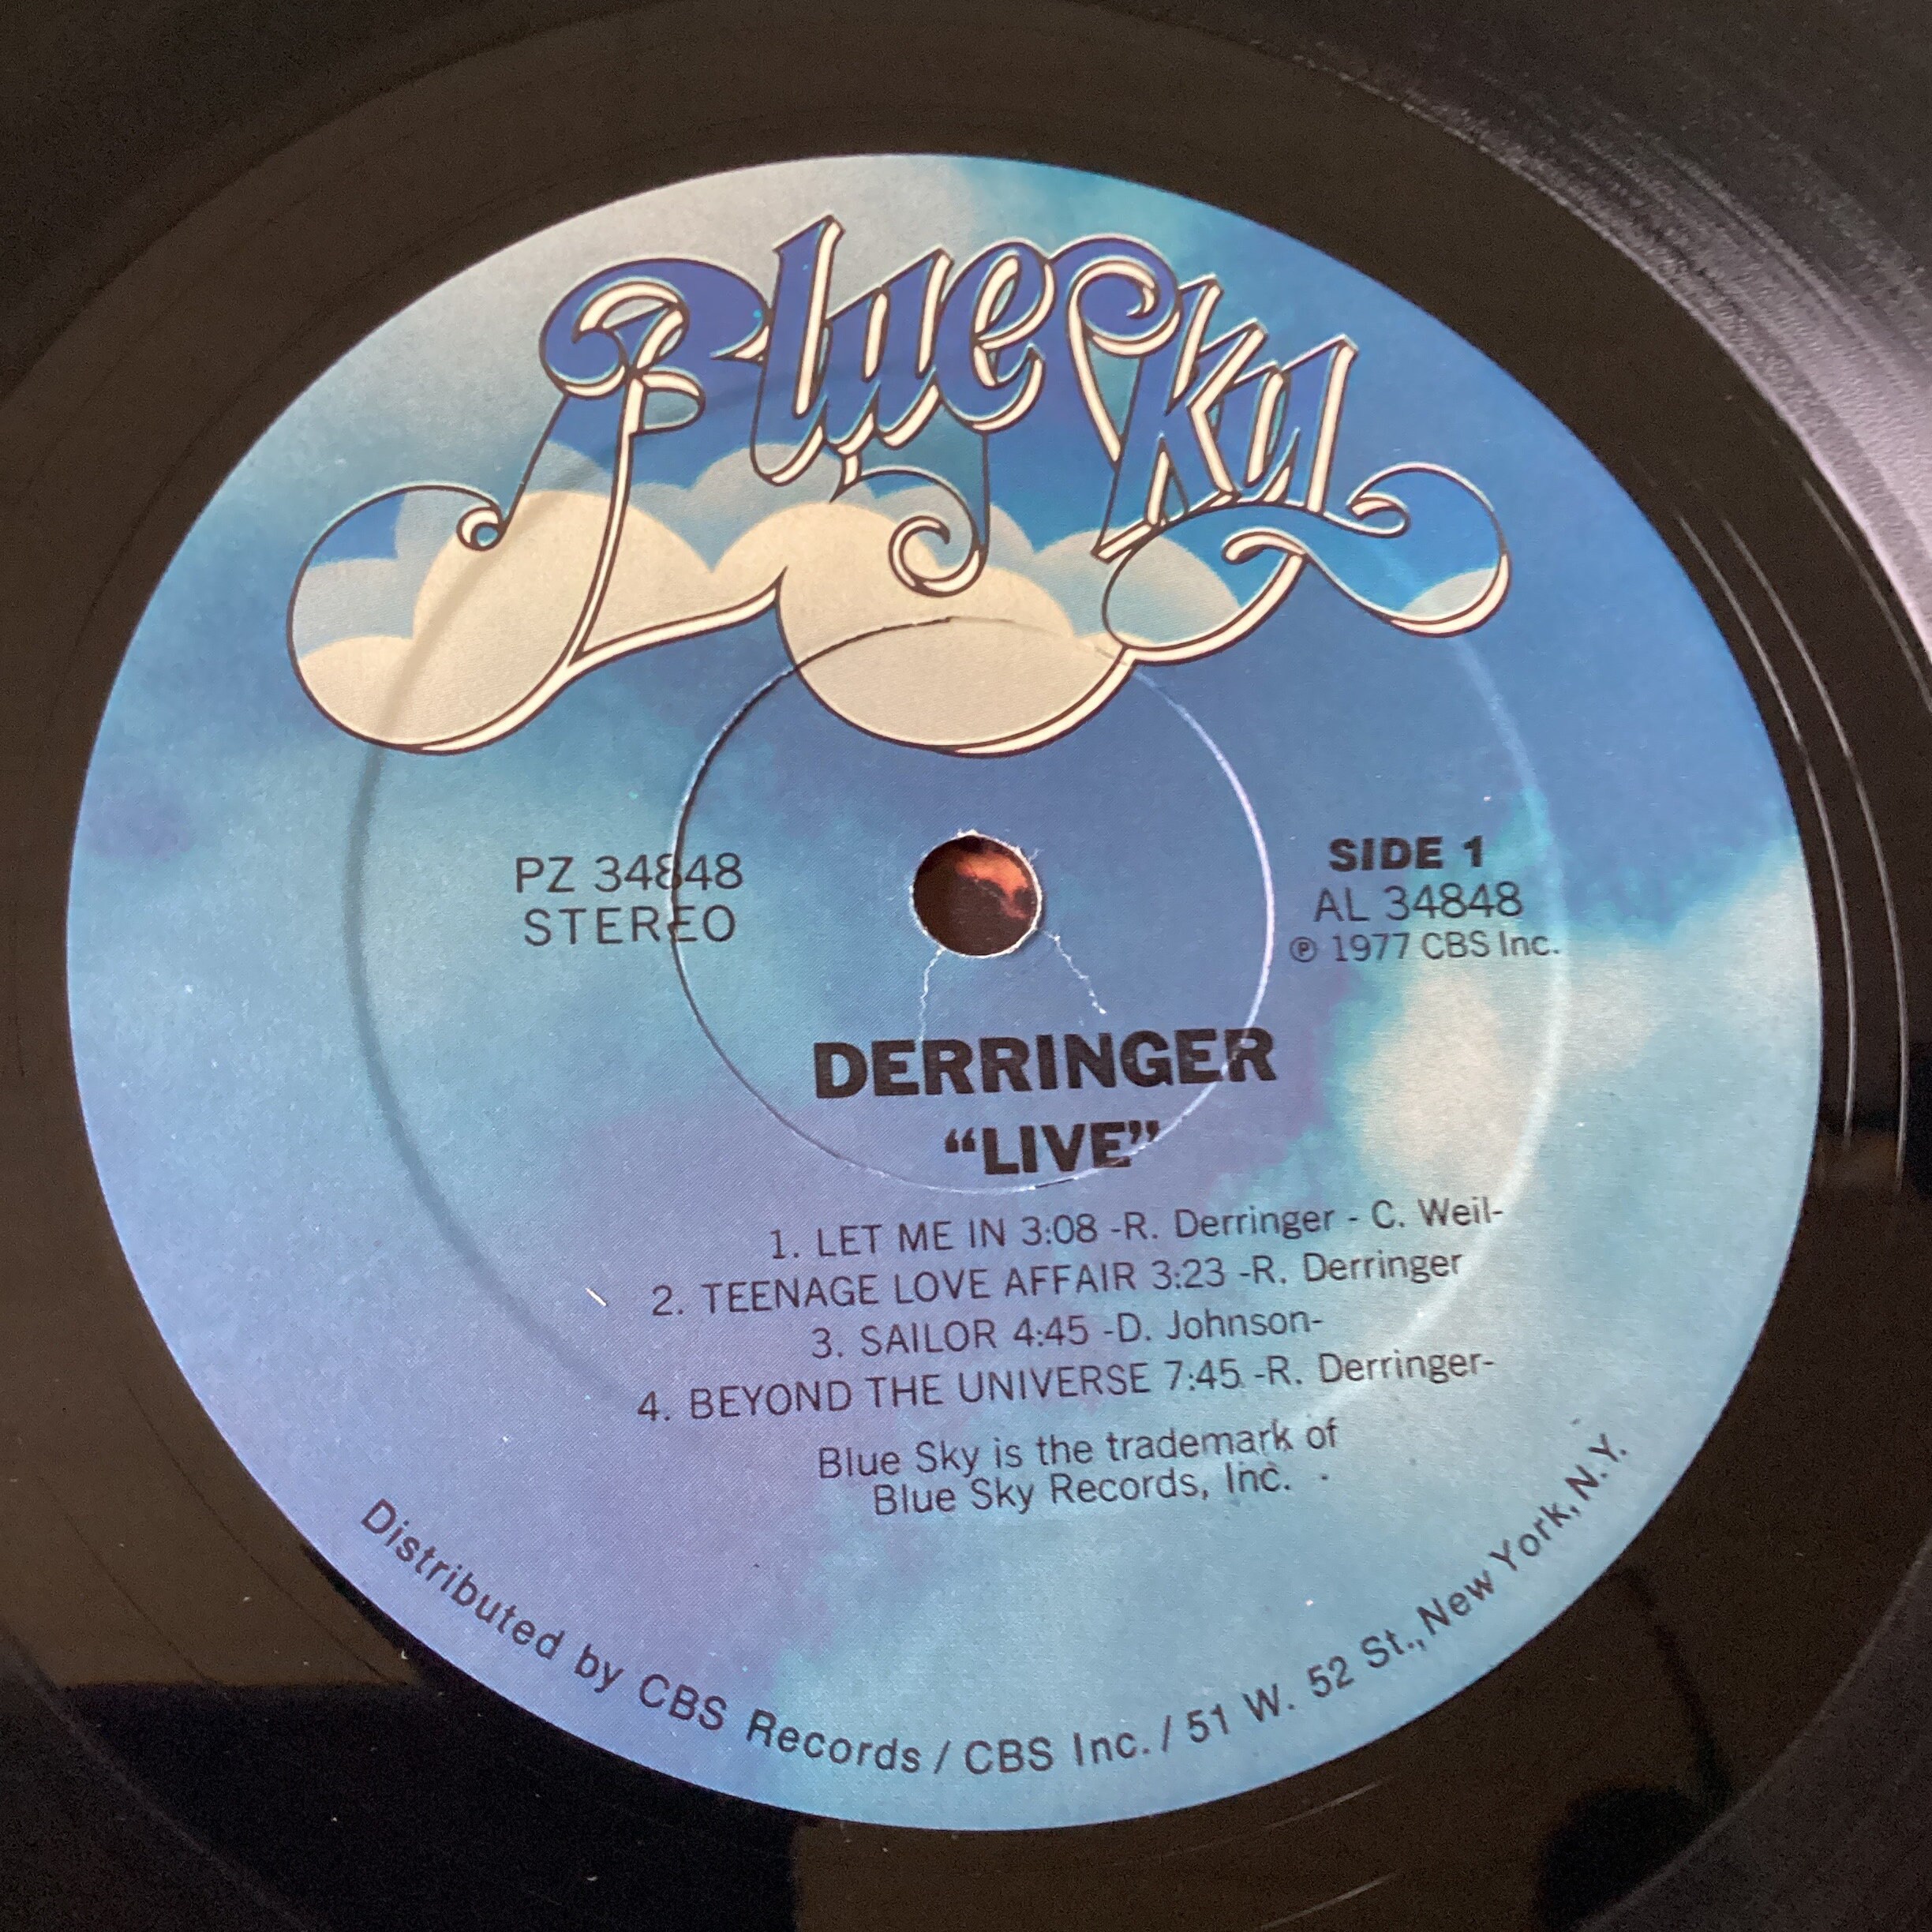 Blue Sky
PZ 34848
STEREO
SIDE 1
AL 34848
℗ 1977 CBS Inc.
DERRINGER
“LIVE”
1. LET ME IN 3:08 -R. Derringer - C. Weil-
2. TEENAGE LOVE AFFAIR 3:23 -R. Derringer
3. SAILOR 4:45 -D. Johnson-
4. BEYOND THE UNIVERSE 7:45 -R. Derringer-
Blue Sky is the trademark of
Blue Sky Records, Inc.
Distributed by CBS Records / CBS Inc. / 51 W. 52 St., New York, N.Y.